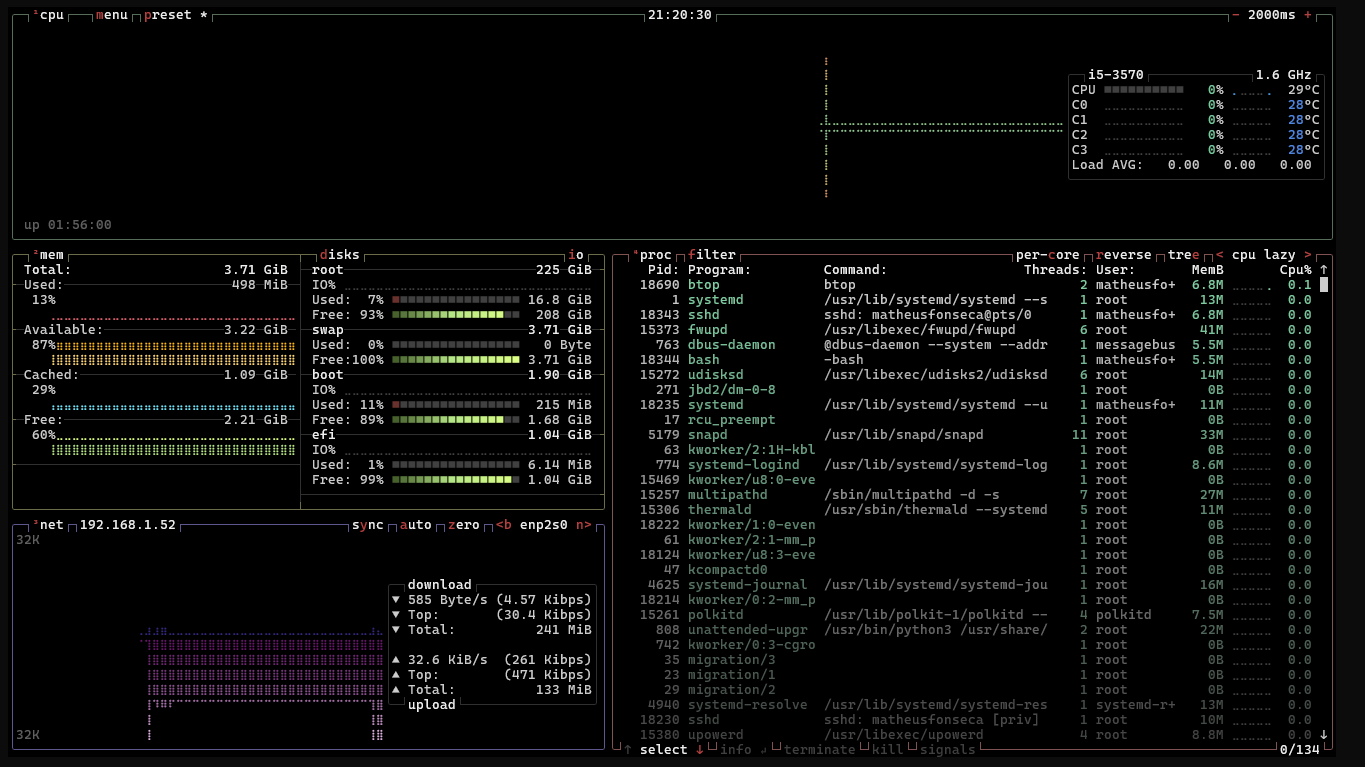 ¹cpu menu preset * 21:20:30 - 2000ms +
i5-3570 1.6 GHz
CPU 0% 29°C
C0 0% 28°C
C1 0% 28°C
C2 0% 28°C
C3 0% 28°C
Load AVG: 0.00 0.00 0.00
up 01:56:00
²mem
Total: 3.71 GiB
Used: 498 MiB
13%
Available: 3.22 GiB
87%
Cached: 1.09 GiB
29%
Free: 2.21 GiB
60%
disks io
root 225 GiB
IO%
Used: 7% 16.8 GiB
Free: 93% 208 GiB
swap 3.71 GiB
Used: 0% 0 Byte
Free:100% 3.71 GiB
boot 1.90 GiB
IO%
Used: 11% 215 MiB
Free: 89% 1.68 GiB
efi 1.04 GiB
IO%
Used: 1% 6.14 MiB
Free: 99% 1.04 GiB
³net 192.168.1.52 sync auto zero <b enp2s0 n>
32K
download
▼ 585 Byte/s (4.57 Kibps)
▼ Top: (30.4 Kibps)
▼ Total: 241 MiB
▲ 32.6 KiB/s (261 Kibps)
▲ Top: (471 Kibps)
▲ Total: 133 MiB
upload
32K
⁴proc filter per-core reverse tree < cpu lazy >
Pid: Program: Command: Threads: User: MemB Cpu% ↑
18690 btop btop 2 matheusfo+ 6.8M 0.1
1 systemd /usr/lib/systemd/systemd --s 1 root 13M 0.0
18343 sshd sshd: matheusfonseca@pts/0 1 matheusfo+ 6.8M 0.0
15373 fwupd /usr/libexec/fwupd/fwupd 6 root 41M 0.0
763 dbus-daemon @dbus-daemon --system --addr 1 messagebus 5.5M 0.0
18344 bash -bash 1 matheusfo+ 5.5M 0.0
15272 udisksd /usr/libexec/udisks2/udisksd 6 root 14M 0.0
271 jbd2/dm-0-8 1 root 0B 0.0
18235 systemd /usr/lib/systemd/systemd --u 1 matheusfo+ 11M 0.0
17 rcu_preempt 1 root 0B 0.0
5179 snapd /usr/lib/snapd/snapd 11 root 33M 0.0
63 kworker/2:1H-kbl 1 root 0B 0.0
774 systemd-logind /usr/lib/systemd/systemd-log 1 root 8.6M 0.0
15469 kworker/u8:0-eve 1 root 0B 0.0
15257 multipathd /sbin/multipathd -d -s 7 root 27M 0.0
15306 thermald /usr/sbin/thermald --systemd 5 root 11M 0.0
18222 kworker/1:0-even 1 root 0B 0.0
61 kworker/2:1-mm_p 1 root 0B 0.0
18124 kworker/u8:3-eve 1 root 0B 0.0
47 kcompactd0 1 root 0B 0.0
4625 systemd-journal /usr/lib/systemd/systemd-jou 1 root 16M 0.0
18214 kworker/0:2-mm_p 1 root 0B 0.0
15261 polkitd /usr/lib/polkit-1/polkitd -- 4 polkitd 7.5M 0.0
808 unattended-upgr /usr/bin/python3 /usr/share/ 2 root 22M 0.0
742 kworker/0:3-cgro 1 root 0B 0.0
35 migration/3 1 root 0B 0.0
23 migration/1 1 root 0B 0.0
29 migration/2 1 root 0B 0.0
4940 systemd-resolve /usr/lib/systemd/systemd-res 1 systemd-r+ 13M 0.0
18230 sshd sshd: matheusfonseca [priv] 1 root 10M 0.0
15380 upowerd /usr/libexec/upowerd 4 root 8.8M 0.0 ↓
↑ select ↓ info ↲ terminate kill signals 0/134